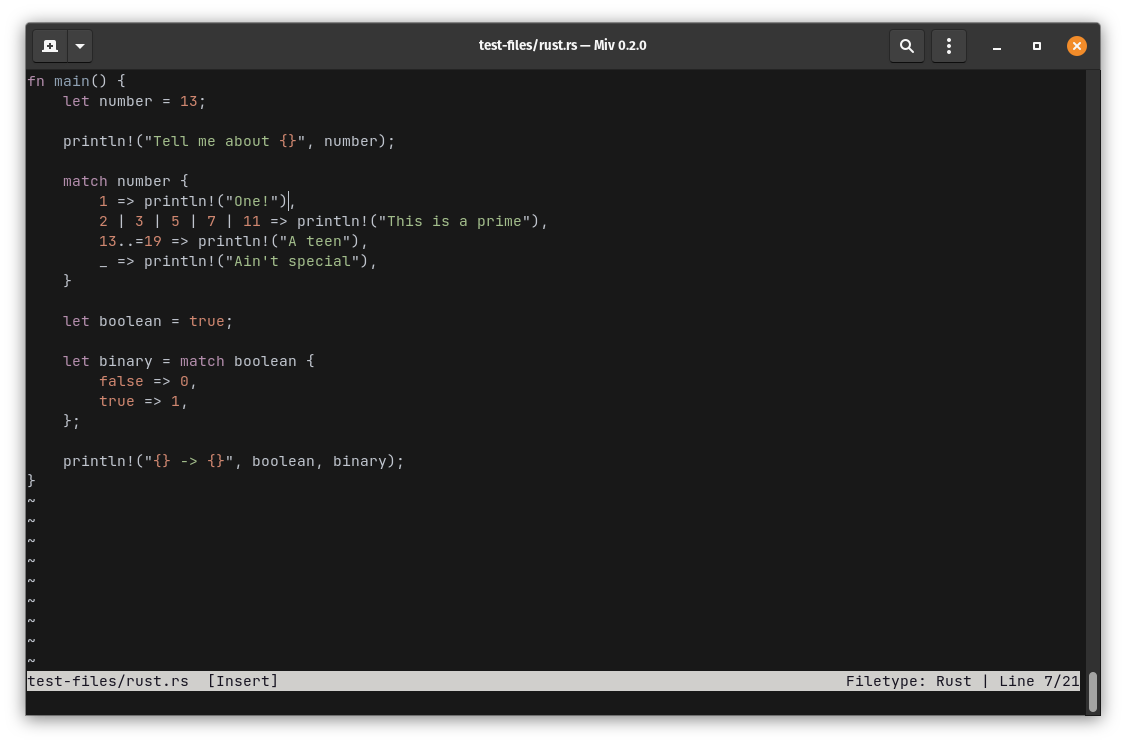 test-files/rust.rs — Miv 0.2.0
fn main() {
    let number = 13;

    println!("Tell me about {}", number);

    match number {
        1 => println!("One!"),
        2 | 3 | 5 | 7 | 11 => println!("This is a prime"),
        13..=19 => println!("A teen"),
        _ => println!("Ain't special"),
    }

    let boolean = true;

    let binary = match boolean {
        false => 0,
        true => 1,
    };

    println!("{} -> {}", boolean, binary);
}
~
~
~
~
~
~
~
~
~
test-files/rust.rs  [Insert] Filetype: Rust | Line 7/21